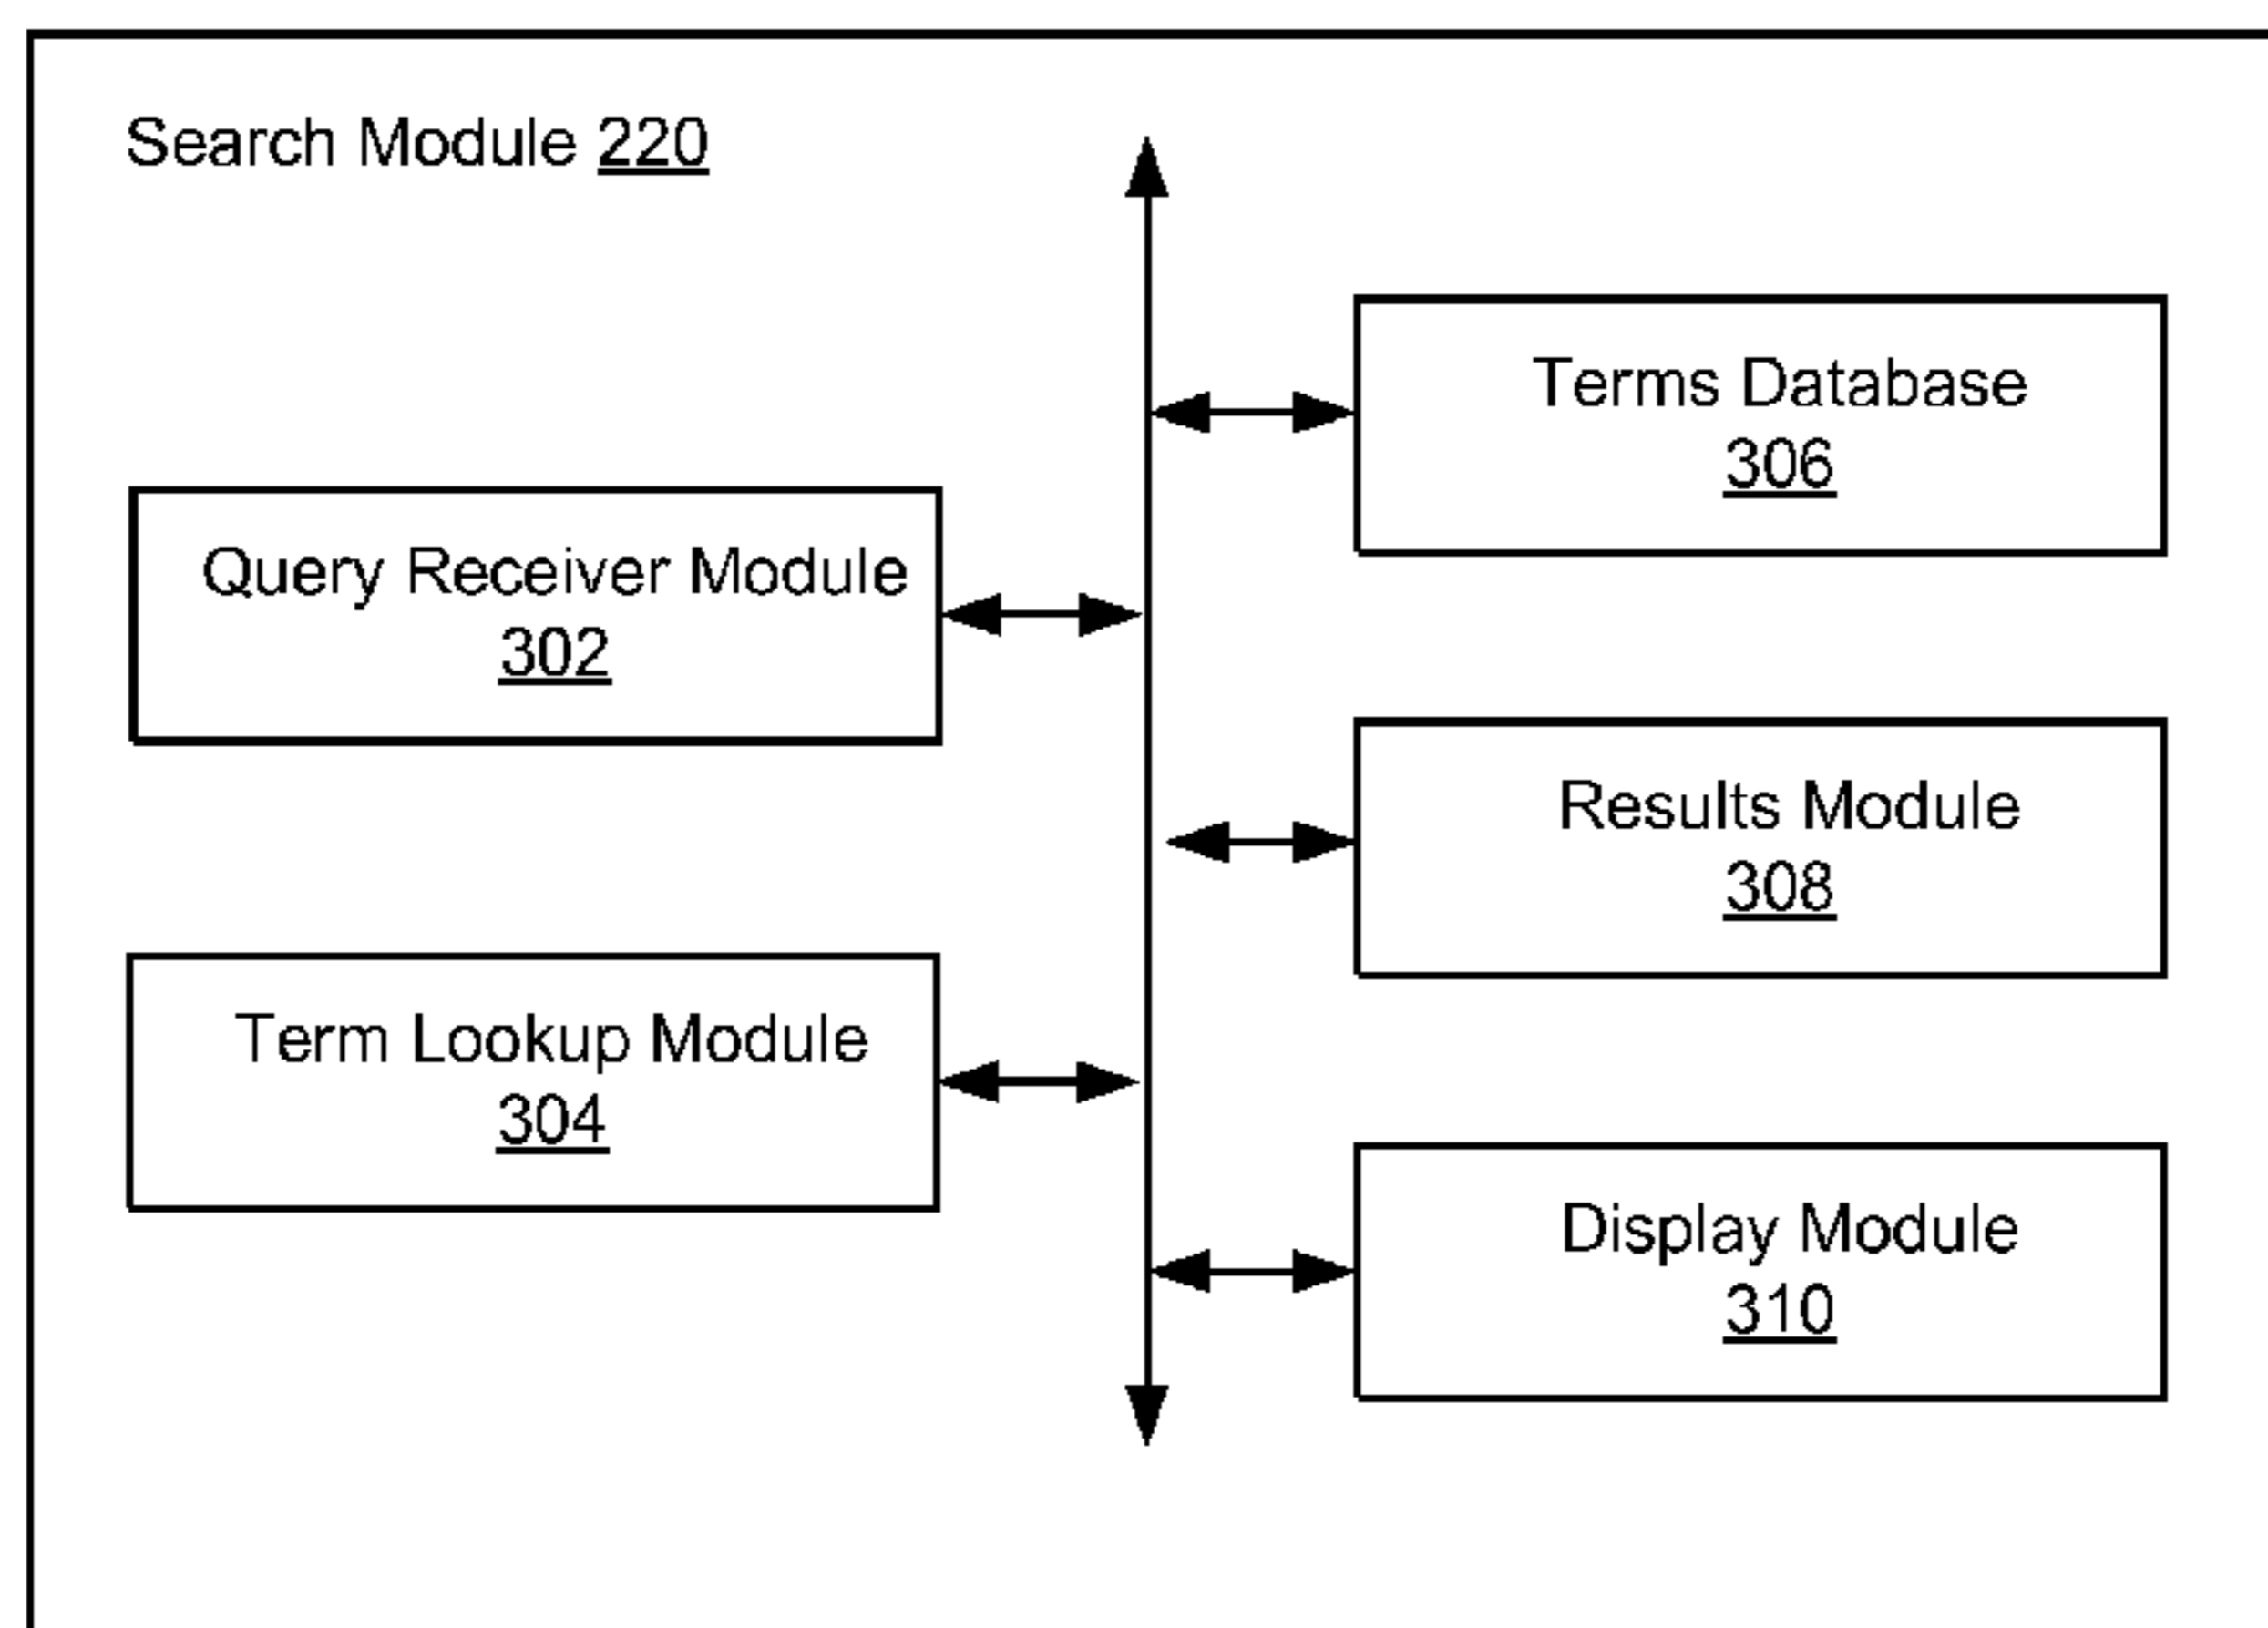 Search Module 220
Terms Database
306
Query Receiver Module
302
Results Module
308
Term Lookup Module
304
Display Module
310